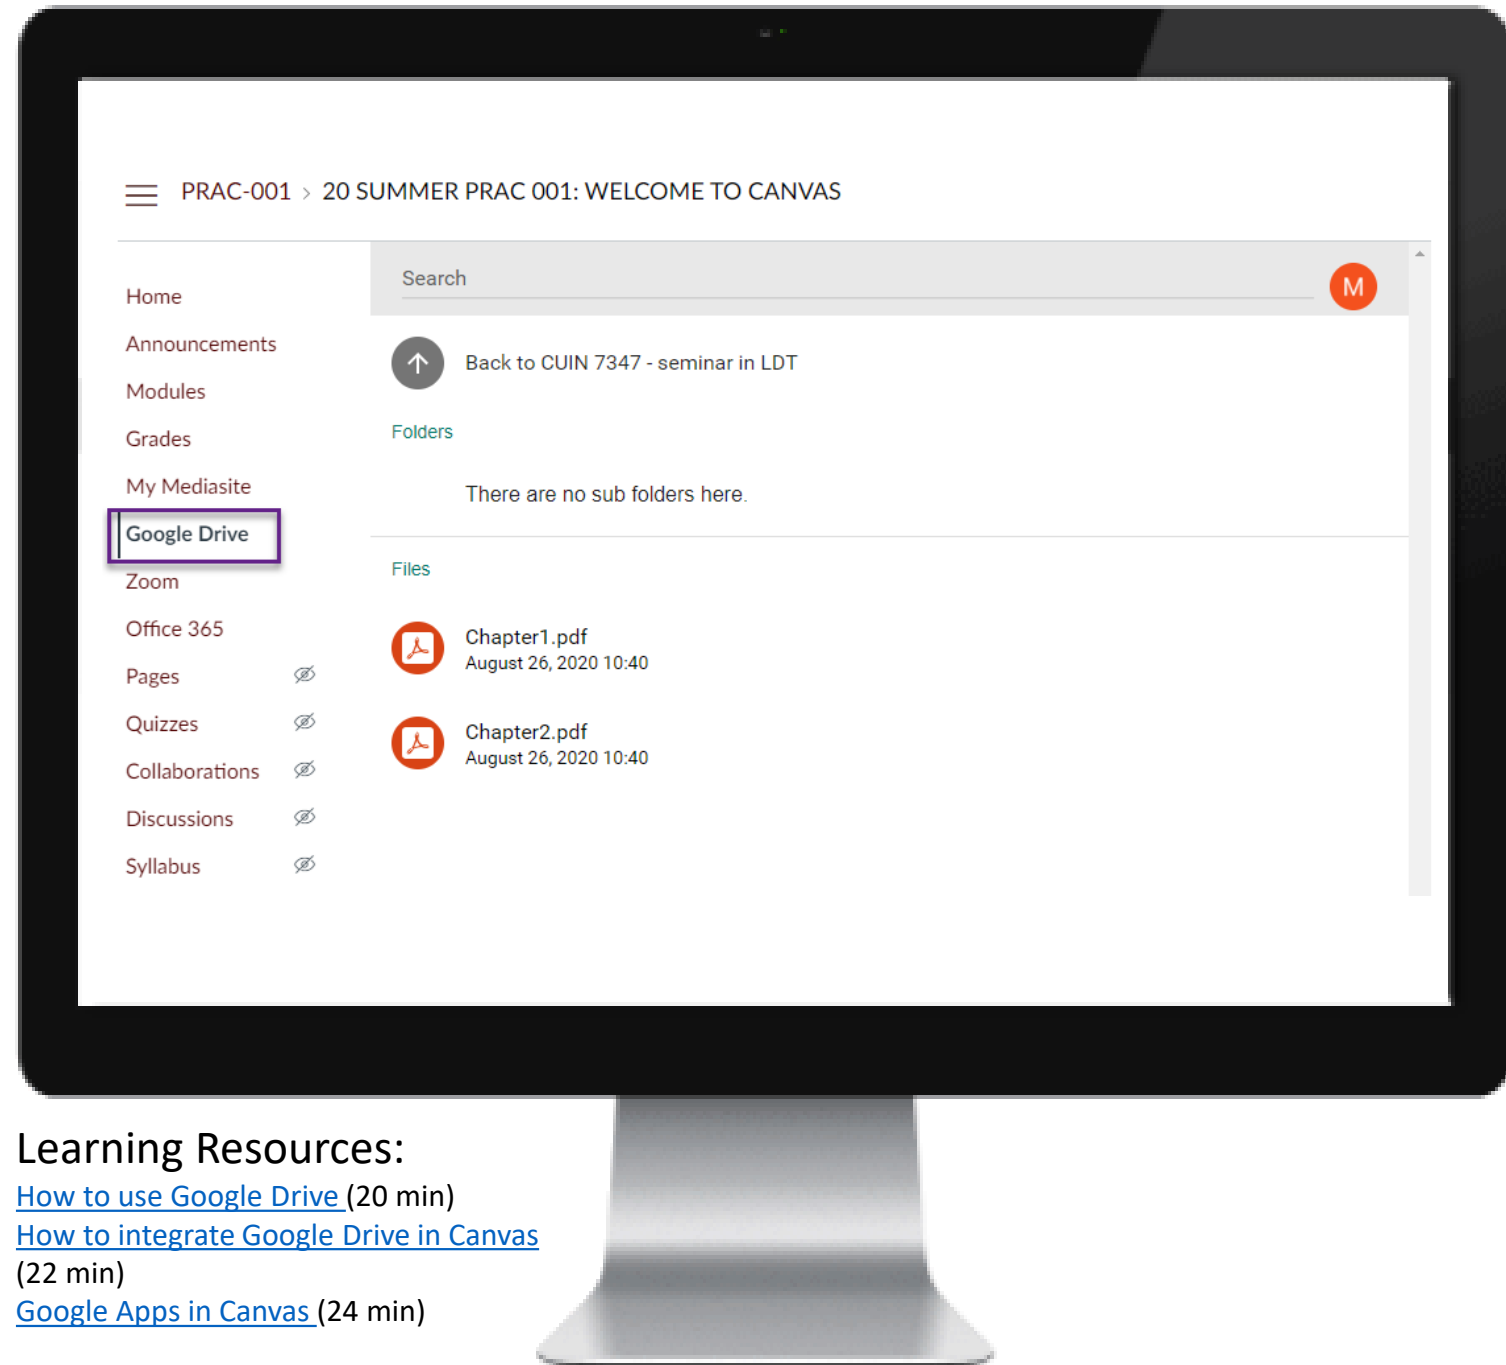 PRAC-001 > 20 SUMMER PRAC 001: WELCOME TO CANVAS
Home
Announcements
Modules
Grades
My Mediasite
Google Drive
Zoom
Office 365
Pages
Quizzes
Collaborations
Discussions
Syllabus
Search
M
Back to CUIN 7347 - seminar in LDT
Folders
There are no sub folders here.
Files
Chapter1.pdf
August 26, 2020 10:40
Chapter2.pdf
August 26, 2020 10:40
Learning Resources:
How to use Google Drive (20 min)
How to integrate Google Drive in Canvas
(22 min)
Google Apps in Canvas (24 min)